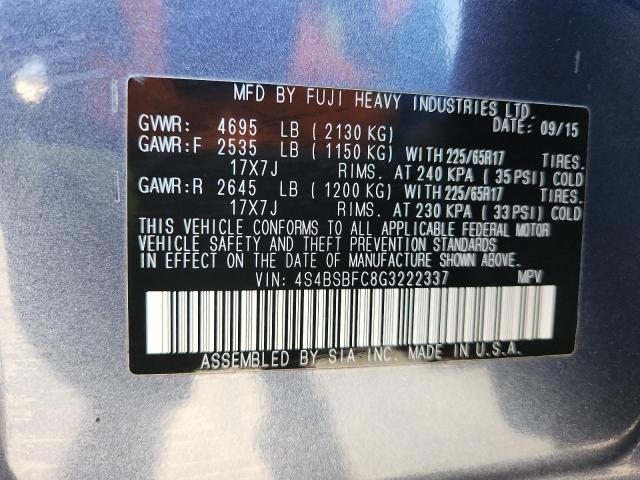 MFD BY FUJI HEAVY INDUSTRIES LTD.
DATE: 09/15
GVWR: 4695 LB ( 2130 KG)
GAWR:F 2535 LB ( 1150 KG) WITH 225/65R17 TIRES.
17X7J RIMS. AT 240 KPA ( 35 PSI) COLD
GAWR:R 2645 LB ( 1200 KG) WITH 225/65R17 TIRES.
17X7J RIMS. AT 230 KPA ( 33 PSI) COLD
THIS VEHICLE CONFORMS TO ALL APPLICABLE FEDERAL MOTOR
VEHICLE SAFETY AND THEFT PREVENTION STANDARDS
IN EFFECT ON THE DATE OF MANUFACTURE SHOWN ABOVE.
VIN: 4S4BSBFC8G3222337 MPV
ASSEMBLED BY SIA INC. MADE IN U.S.A.